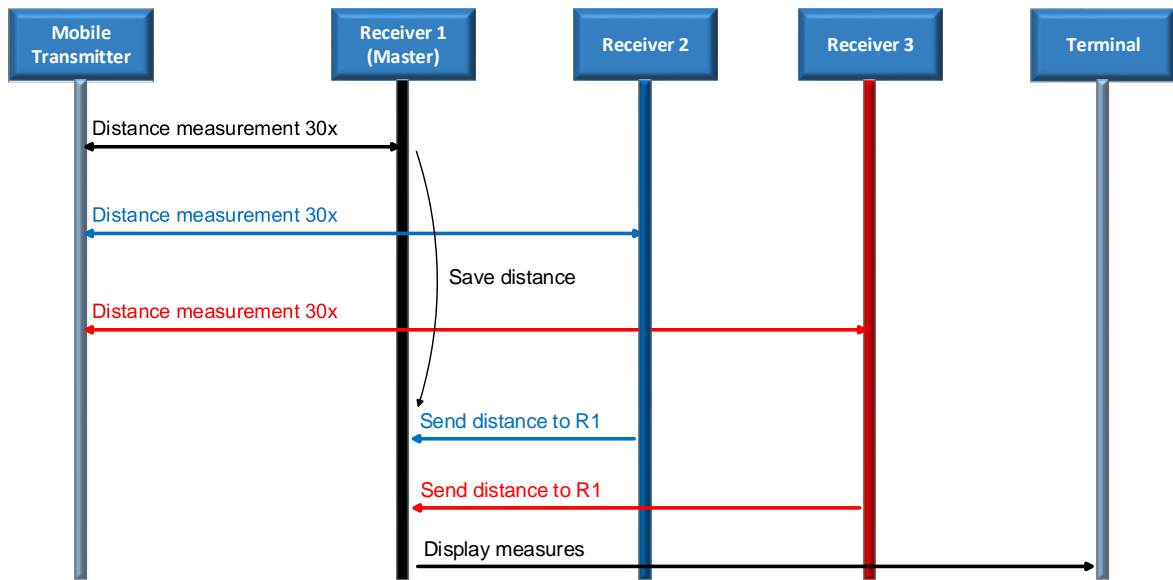 Mobile
Transmitter
Receiver 1
(Master)
Receiver 2
Receiver 3
Terminal
Distance measurement 30x
Distance measurement 30x
Save distance
Distance measurement 30x
Send distance to R1
Send distance to R1
Display measures